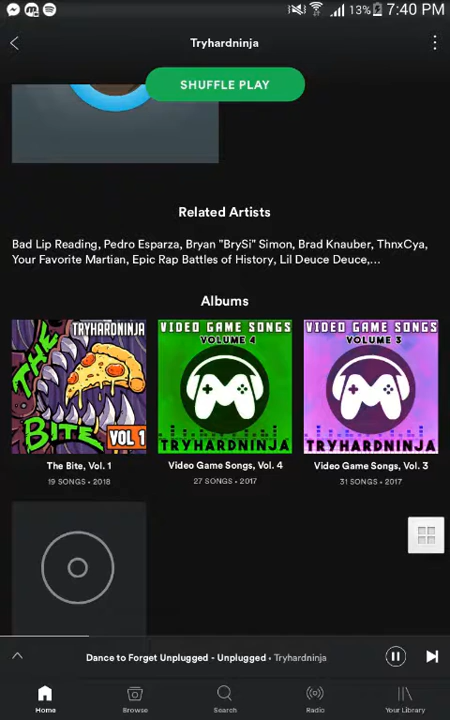 13% 7:40 PM
Tryhardninja
SHUFFLE PLAY
Related Artists
Bad Lip Reading, Pedro Esparza, Bryan "BrySi" Simon, Brad Knauber, ThnxCya,
Your Favorite Martian, Epic Rap Battles of History, Lil Deuce Deuce,...
Albums
TRYHARDNINJA
THE
BITE
VOL 1
VIDEO GAME SONGS
VOLUME 4
TRYHARDNINJA
VIDEO GAME SONGS
VOLUME 3
TRYHARDNINJA
The Bite, Vol. 1
Video Game Songs, Vol. 4
Video Game Songs, Vol. 3
19 SONGS • 2018
27 SONGS • 2017
31 SONGS • 2017
Dance to Forget Unplugged - Unplugged • Tryhardninja
Home
Browse
Search
Radio
Your Library